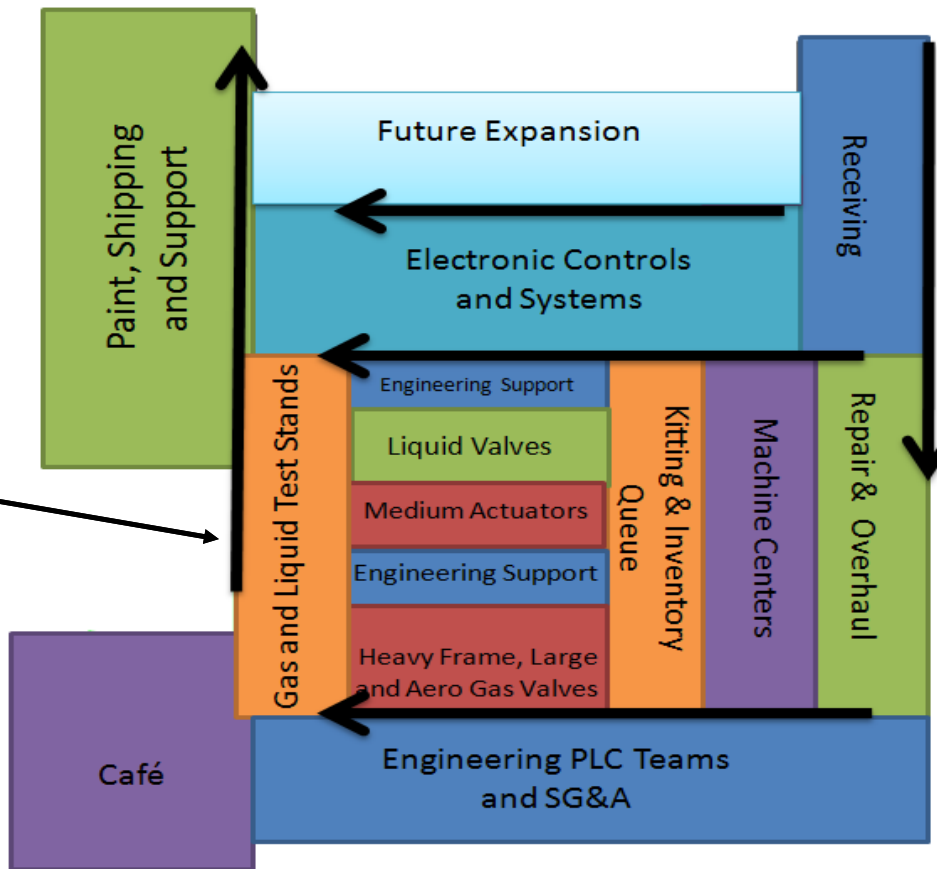 Paint, Shipping
and Support
Future Expansion
Receiving
Electronic Controls
and Systems
Gas and Liquid Test Stands
Engineering Support
Liquid Valves
Medium Actuators
Engineering Support
Heavy Frame, Large
and Aero Gas Valves
Kitting & Inventory
Queue
Machine Centers
Repair & Overhaul
Café
Engineering PLC Teams
and SG&A